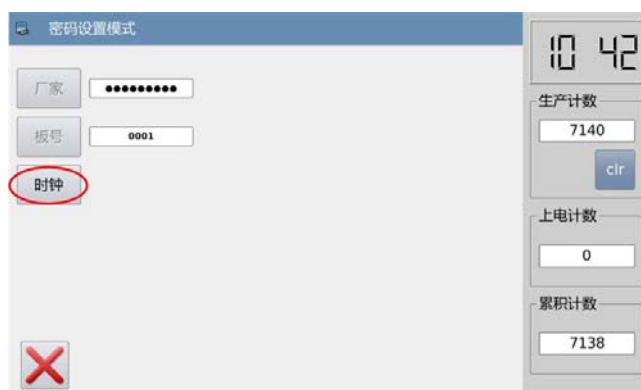 密码设置模式
厂家 ●●●●●●●●●
板号 0001
时钟
10 42
生产计数
7140
clr
上电计数
0
累积计数
7138